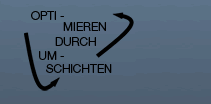 OPTI -
MIEREN
DURCH
UM -
SCHICHTEN